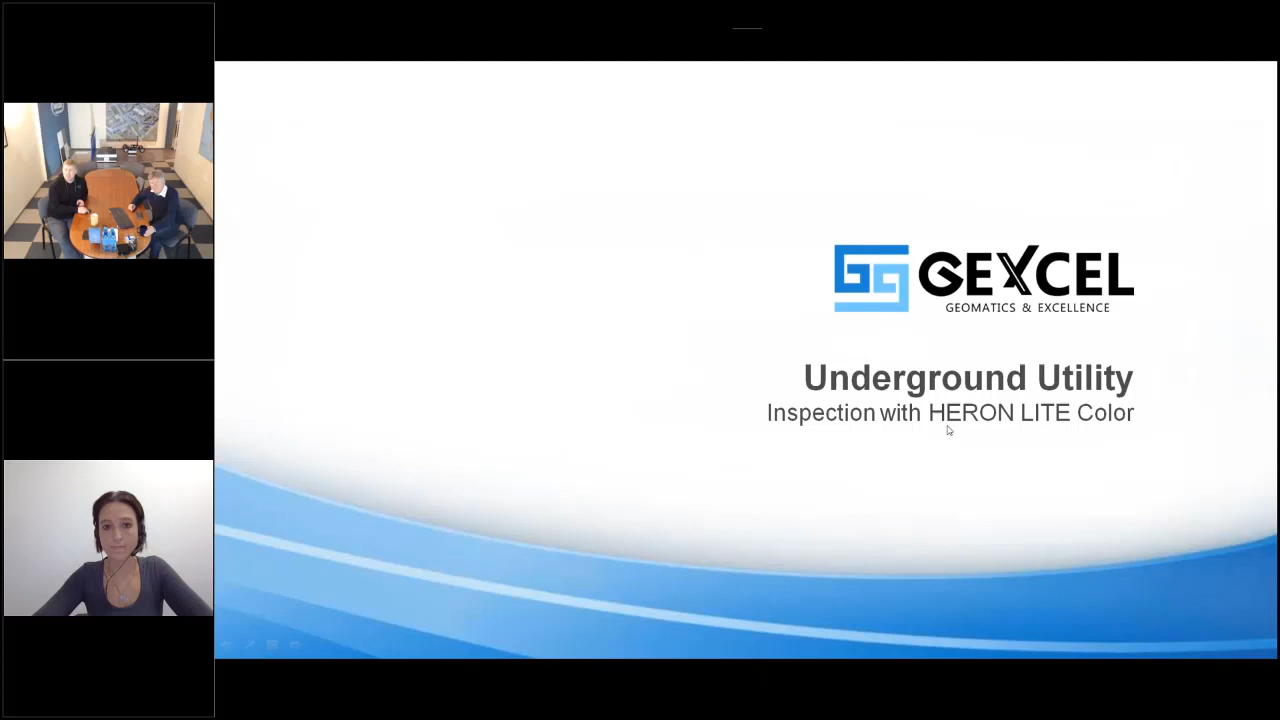 GEXCEL
GEOMATICS & EXCELLENCE
Underground Utility
Inspection with HERON LITE Color